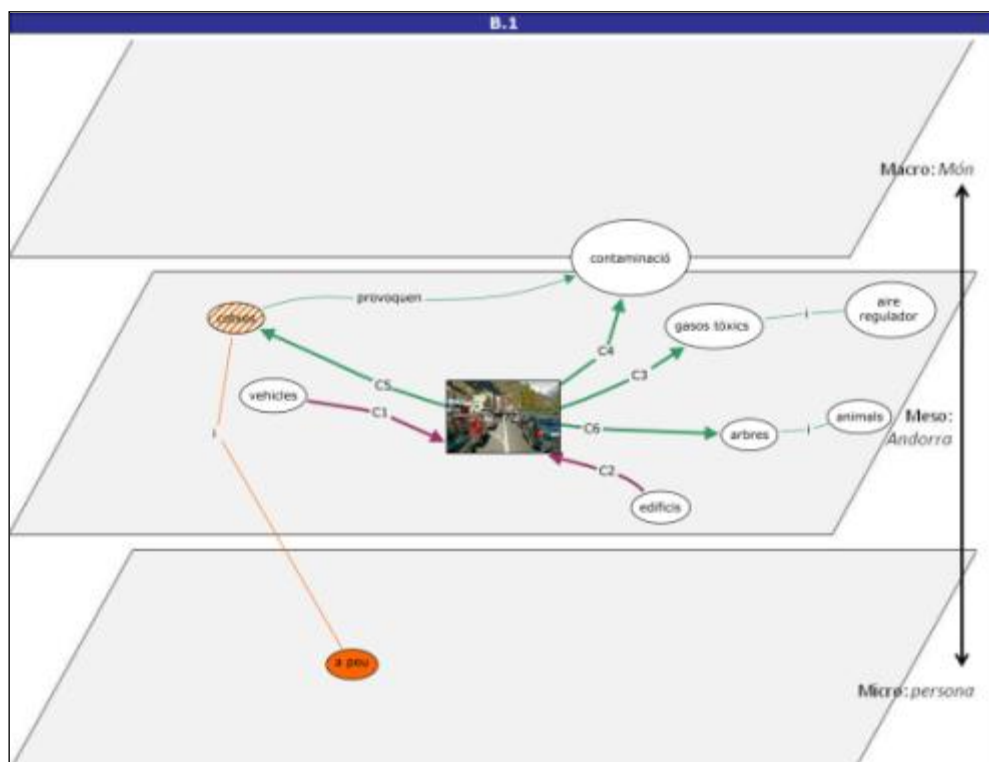 B.1
Macro: Món
contaminació
provoquen
cotxes
aire
regulador
i
gasos tòxics
C4
C3
C5
vehicles
C1
animals
Meso:
Andorra
C6
arbres
i
C2
edificis
i
a peu
Micro: persona